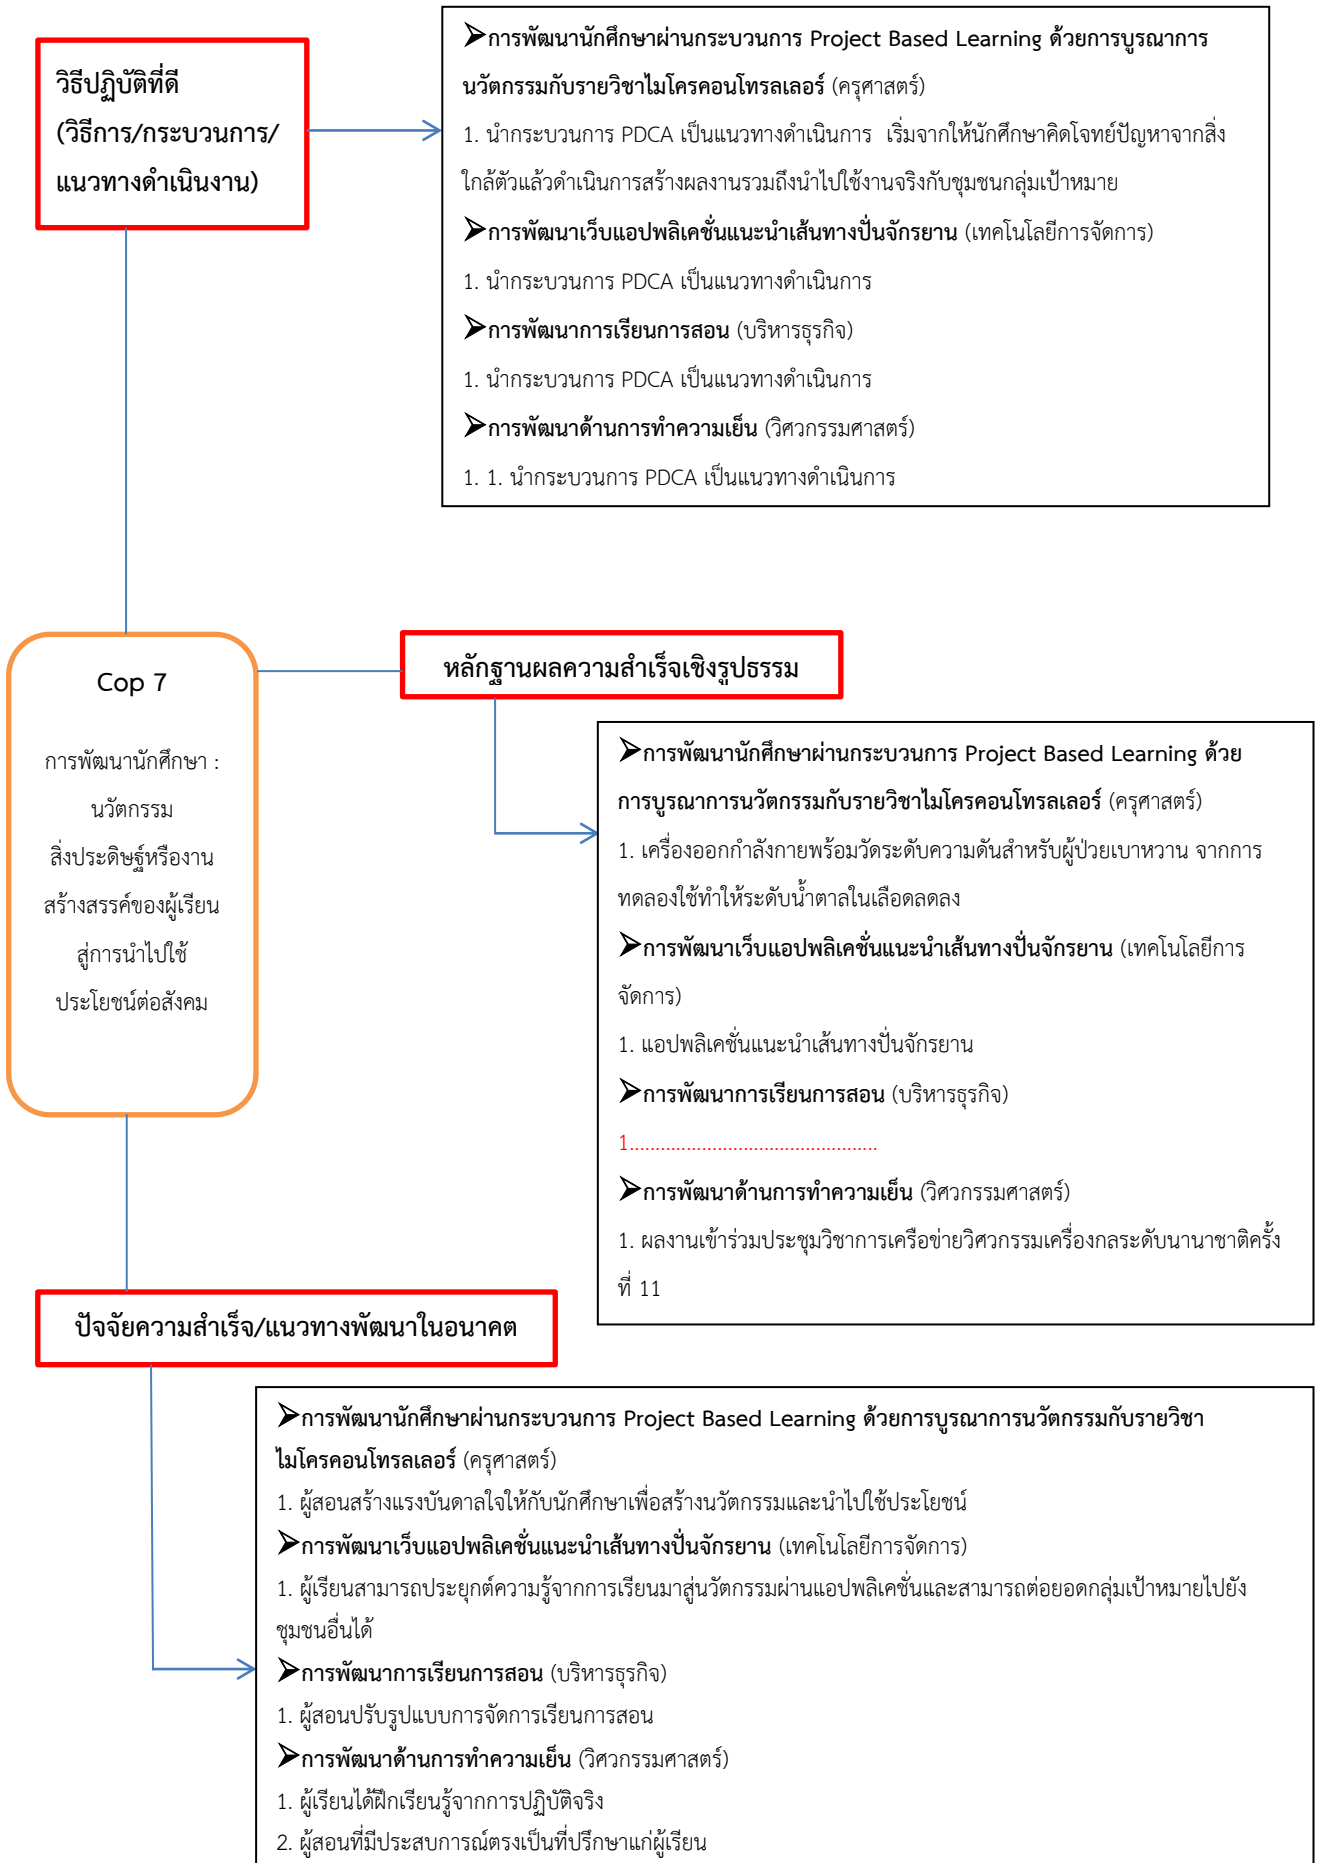 วิธีปฏิบัติที่ดี
(วิธีการ/กระบวนการ/
แนวทางดำเนินงาน)
➢การพัฒนานักศึกษาผ่านกระบวนการ Project Based Learning ด้วยการบูรณาการ
นวัตกรรมกับรายวิชาไมโครคอนโทรลเลอร์ (ครุศาสตร์)
1. นำกระบวนการ PDCA เป็นแนวทางดำเนินการ เริ่มจากให้นักศึกษาคิดโจทย์ปัญหาจากสิ่ง
ใกล้ตัวแล้วดำเนินการสร้างผลงานรวมถึงนำไปใช้งานจริงกับชุมชนกลุ่มเป้าหมาย
➢การพัฒนาเว็บแอปพลิเคชั่นแนะนำเส้นทางปั่นจักรยาน (เทคโนโลยีการจัดการ)
1. นำกระบวนการ PDCA เป็นแนวทางดำเนินการ
➢การพัฒนาการเรียนการสอน (บริหารธุรกิจ)
1. นำกระบวนการ PDCA เป็นแนวทางดำเนินการ
➢การพัฒนาด้านการทำความเย็น (วิศวกรรมศาสตร์)
1. 1. นำกระบวนการ PDCA เป็นแนวทางดำเนินการ
Cop 7
การพัฒนานักศึกษา :
นวัตกรรม
สิ่งประดิษฐ์หรืองาน
สร้างสรรค์ของผู้เรียน
สู่การนำไปใช้
ประโยชน์ต่อสังคม
หลักฐานผลความสำเร็จเชิงรูปธรรม
➢การพัฒนานักศึกษาผ่านกระบวนการ Project Based Learning ด้วย
การบูรณาการนวัตกรรมกับรายวิชาไมโครคอนโทรลเลอร์ (ครุศาสตร์)
1. เครื่องออกกำลังกายพร้อมวัดระดับความดันสำหรับผู้ป่วยเบาหวาน จากการ
ทดลองใช้ทำให้ระดับน้ำตาลในเลือดลดลง
➢การพัฒนาเว็บแอปพลิเคชั่นแนะนำเส้นทางปั่นจักรยาน (เทคโนโลยีการ
จัดการ)
1. แอปพลิเคชั่นแนะนำเส้นทางปั่นจักรยาน
➢การพัฒนาการเรียนการสอน (บริหารธุรกิจ)
1................................................
➢การพัฒนาด้านการทำความเย็น (วิศวกรรมศาสตร์)
1. ผลงานเข้าร่วมประชุมวิชาการเครือข่ายวิศวกรรมเครื่องกลระดับนานาชาติครั้ง
ที่ 11
ปัจจัยความสำเร็จ/แนวทางพัฒนาในอนาคต
➢การพัฒนานักศึกษาผ่านกระบวนการ Project Based Learning ด้วยการบูรณาการนวัตกรรมกับรายวิชา
ไมโครคอนโทรลเลอร์ (ครุศาสตร์)
1. ผู้สอนสร้างแรงบันดาลใจให้กับนักศึกษาเพื่อสร้างนวัตกรรมและนำไปใช้ประโยชน์
➢การพัฒนาเว็บแอปพลิเคชั่นแนะนำเส้นทางปั่นจักรยาน (เทคโนโลยีการจัดการ)
1. ผู้เรียนสามารถประยุกต์ความรู้จากการเรียนมาสู่นวัตกรรมผ่านแอปพลิเคชั่นและสามารถต่อยอดกลุ่มเป้าหมายไปยัง
ชุมชนอื่นได้
➢การพัฒนาการเรียนการสอน (บริหารธุรกิจ)
1. ผู้สอนปรับรูปแบบการจัดการเรียนการสอน
➢การพัฒนาด้านการทำความเย็น (วิศวกรรมศาสตร์)
1. ผู้เรียนได้ฝึกเรียนรู้จากการปฏิบัติจริง
2. ผู้สอนที่มีประสบการณ์ตรงเป็นที่ปรึกษาแก่ผู้เรียน